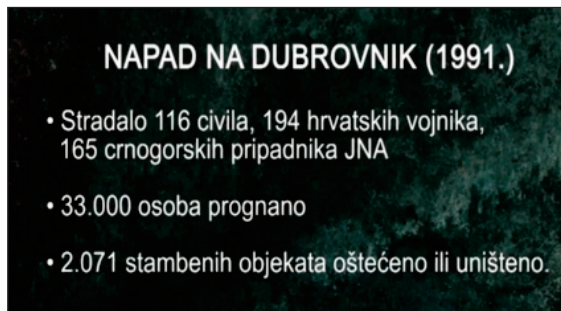 NAPAD NA DUBROVNIK (1991.)
• Stradalo 116 civila, 194 hrvatskih vojnika,
165 crnogorskih pripadnika JNA
• 33.000 osoba prognano
• 2.071 stambenih objekata oštećeno ili uništeno.